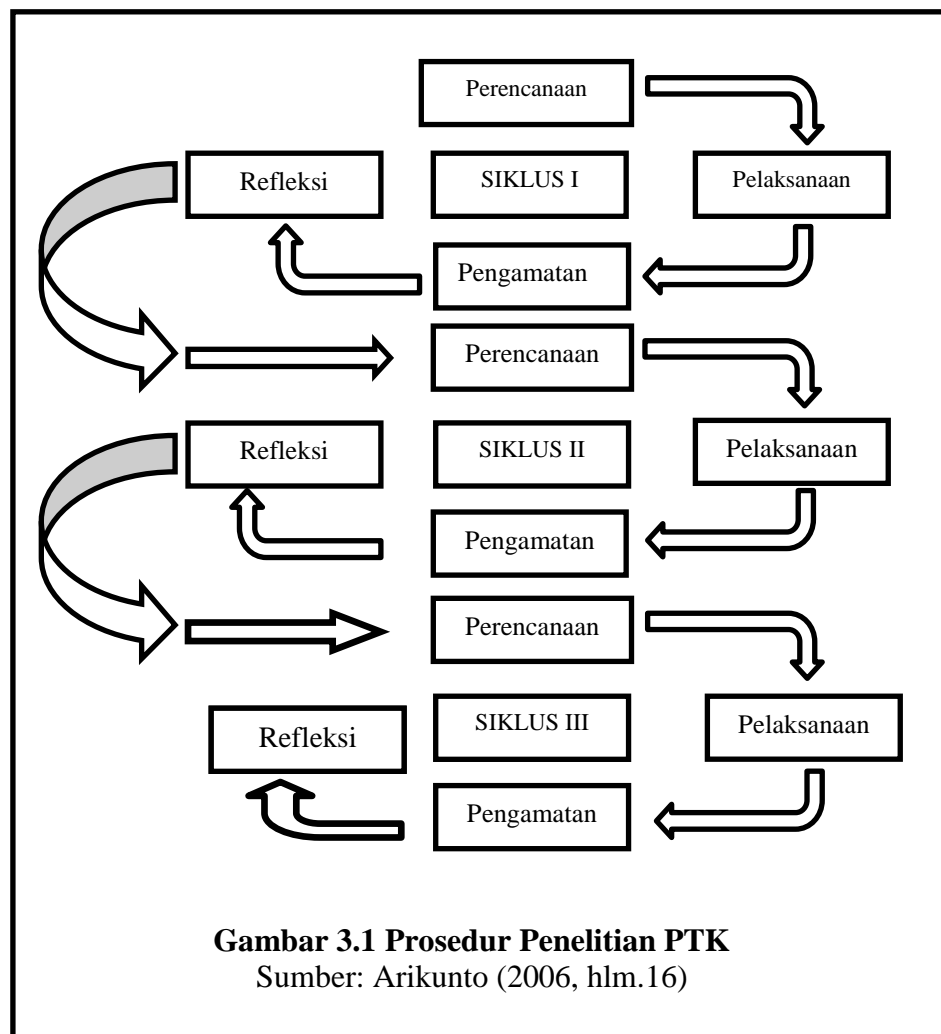 Perencanaan
Refleksi
SIKLUS I
Pelaksanaan
Pengamatan
Perencanaan
Refleksi
SIKLUS II
Pelaksanaan
Pengamatan
Perencanaan
Refleksi
SIKLUS III
Pelaksanaan
Pengamatan
Gambar 3.1 Prosedur Penelitian PTK
Sumber: Arikunto (2006, hlm.16)